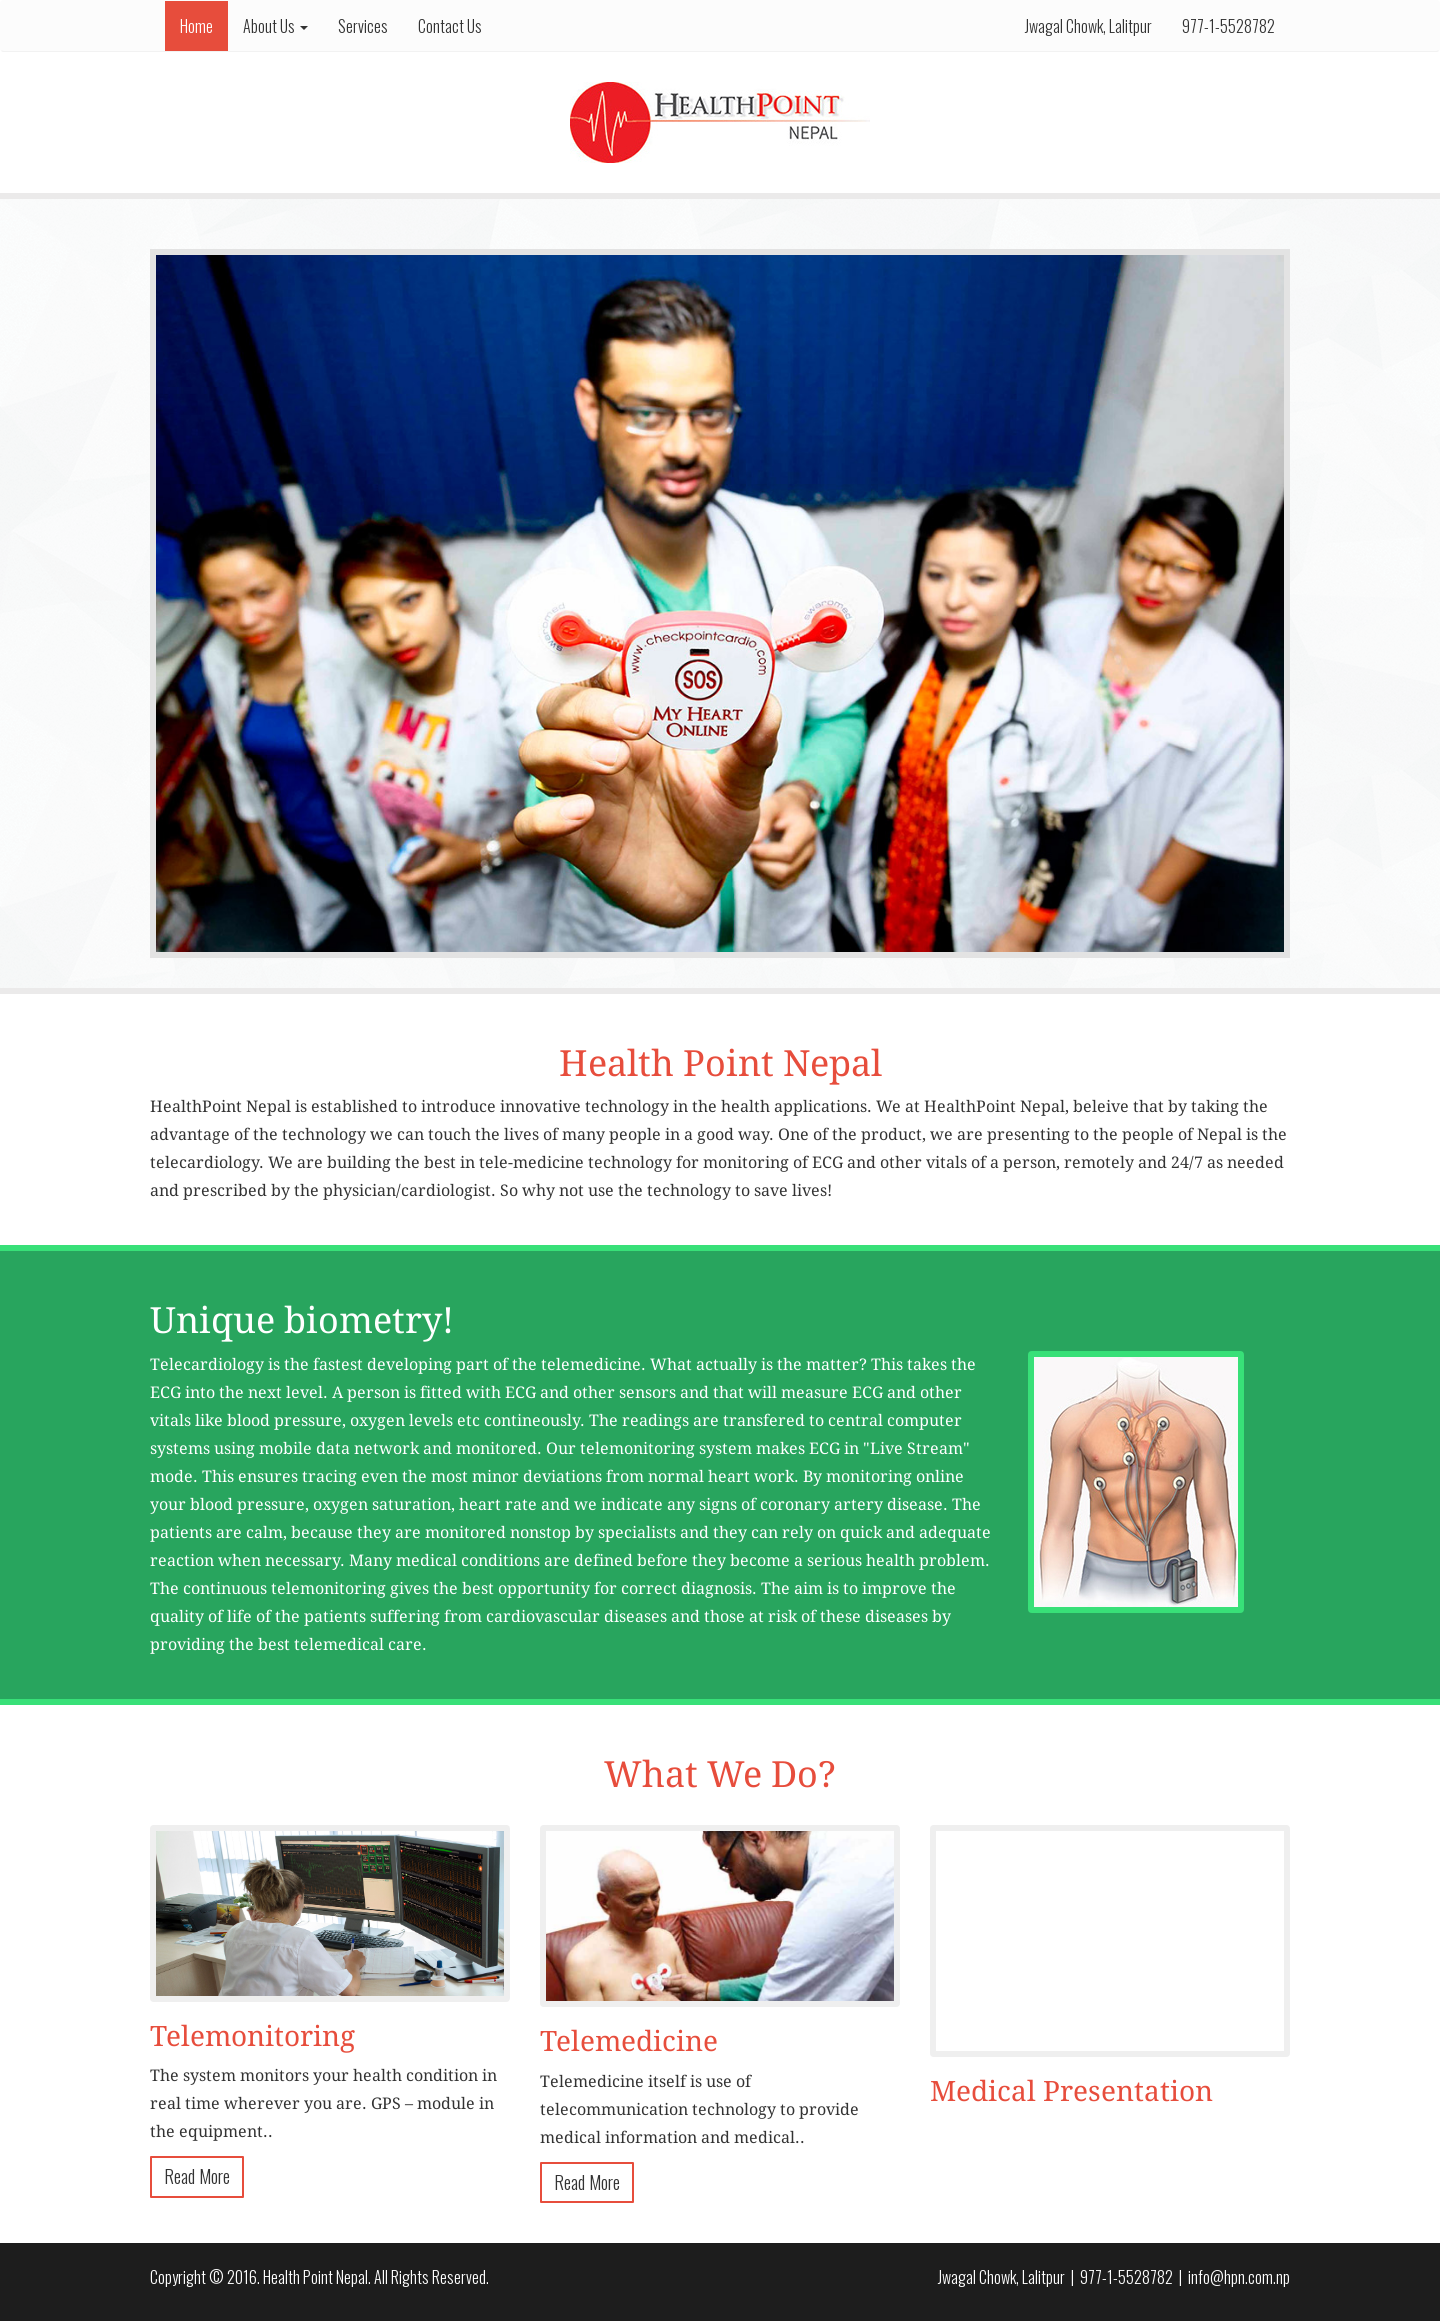 Home About Us Services Contact Us Jwagal Chowk, Lalitpur 977-1-5528782
HEALTHPOINT
NEPAL
swaromed
swaromed
www.checkpointcardio.com
SOS
MY HEART
ONLINE
Health Point Nepal
HealthPoint Nepal is established to introduce innovative technology in the health applications. We at HealthPoint Nepal, beleive that by taking the
advantage of the technology we can touch the lives of many people in a good way. One of the product, we are presenting to the people of Nepal is the
telecardiology. We are building the best in tele-medicine technology for monitoring of ECG and other vitals of a person, remotely and 24/7 as needed
and prescribed by the physician/cardiologist. So why not use the technology to save lives!
Unique biometry!
Telecardiology is the fastest developing part of the telemedicine. What actually is the matter? This takes the
ECG into the next level. A person is fitted with ECG and other sensors and that will measure ECG and other
vitals like blood pressure, oxygen levels etc contineously. The readings are transfered to central computer
systems using mobile data network and monitored. Our telemonitoring system makes ECG in "Live Stream"
mode. This ensures tracing even the most minor deviations from normal heart work. By monitoring online
your blood pressure, oxygen saturation, heart rate and we indicate any signs of coronary artery disease. The
patients are calm, because they are monitored nonstop by specialists and they can rely on quick and adequate
reaction when necessary. Many medical conditions are defined before they become a serious health problem.
The continuous telemonitoring gives the best opportunity for correct diagnosis. The aim is to improve the
quality of life of the patients suffering from cardiovascular diseases and those at risk of these diseases by
providing the best telemedical care.
What We Do?
Telemonitoring
The system monitors your health condition in
real time wherever you are. GPS – module in
the equipment..
Read More
Telemedicine
Telemedicine itself is use of
telecommunication technology to provide
medical information and medical..
Read More
Medical Presentation
Copyright © 2016. Health Point Nepal. All Rights Reserved. Jwagal Chowk, Lalitpur | 977-1-5528782 | info@hpn.com.np